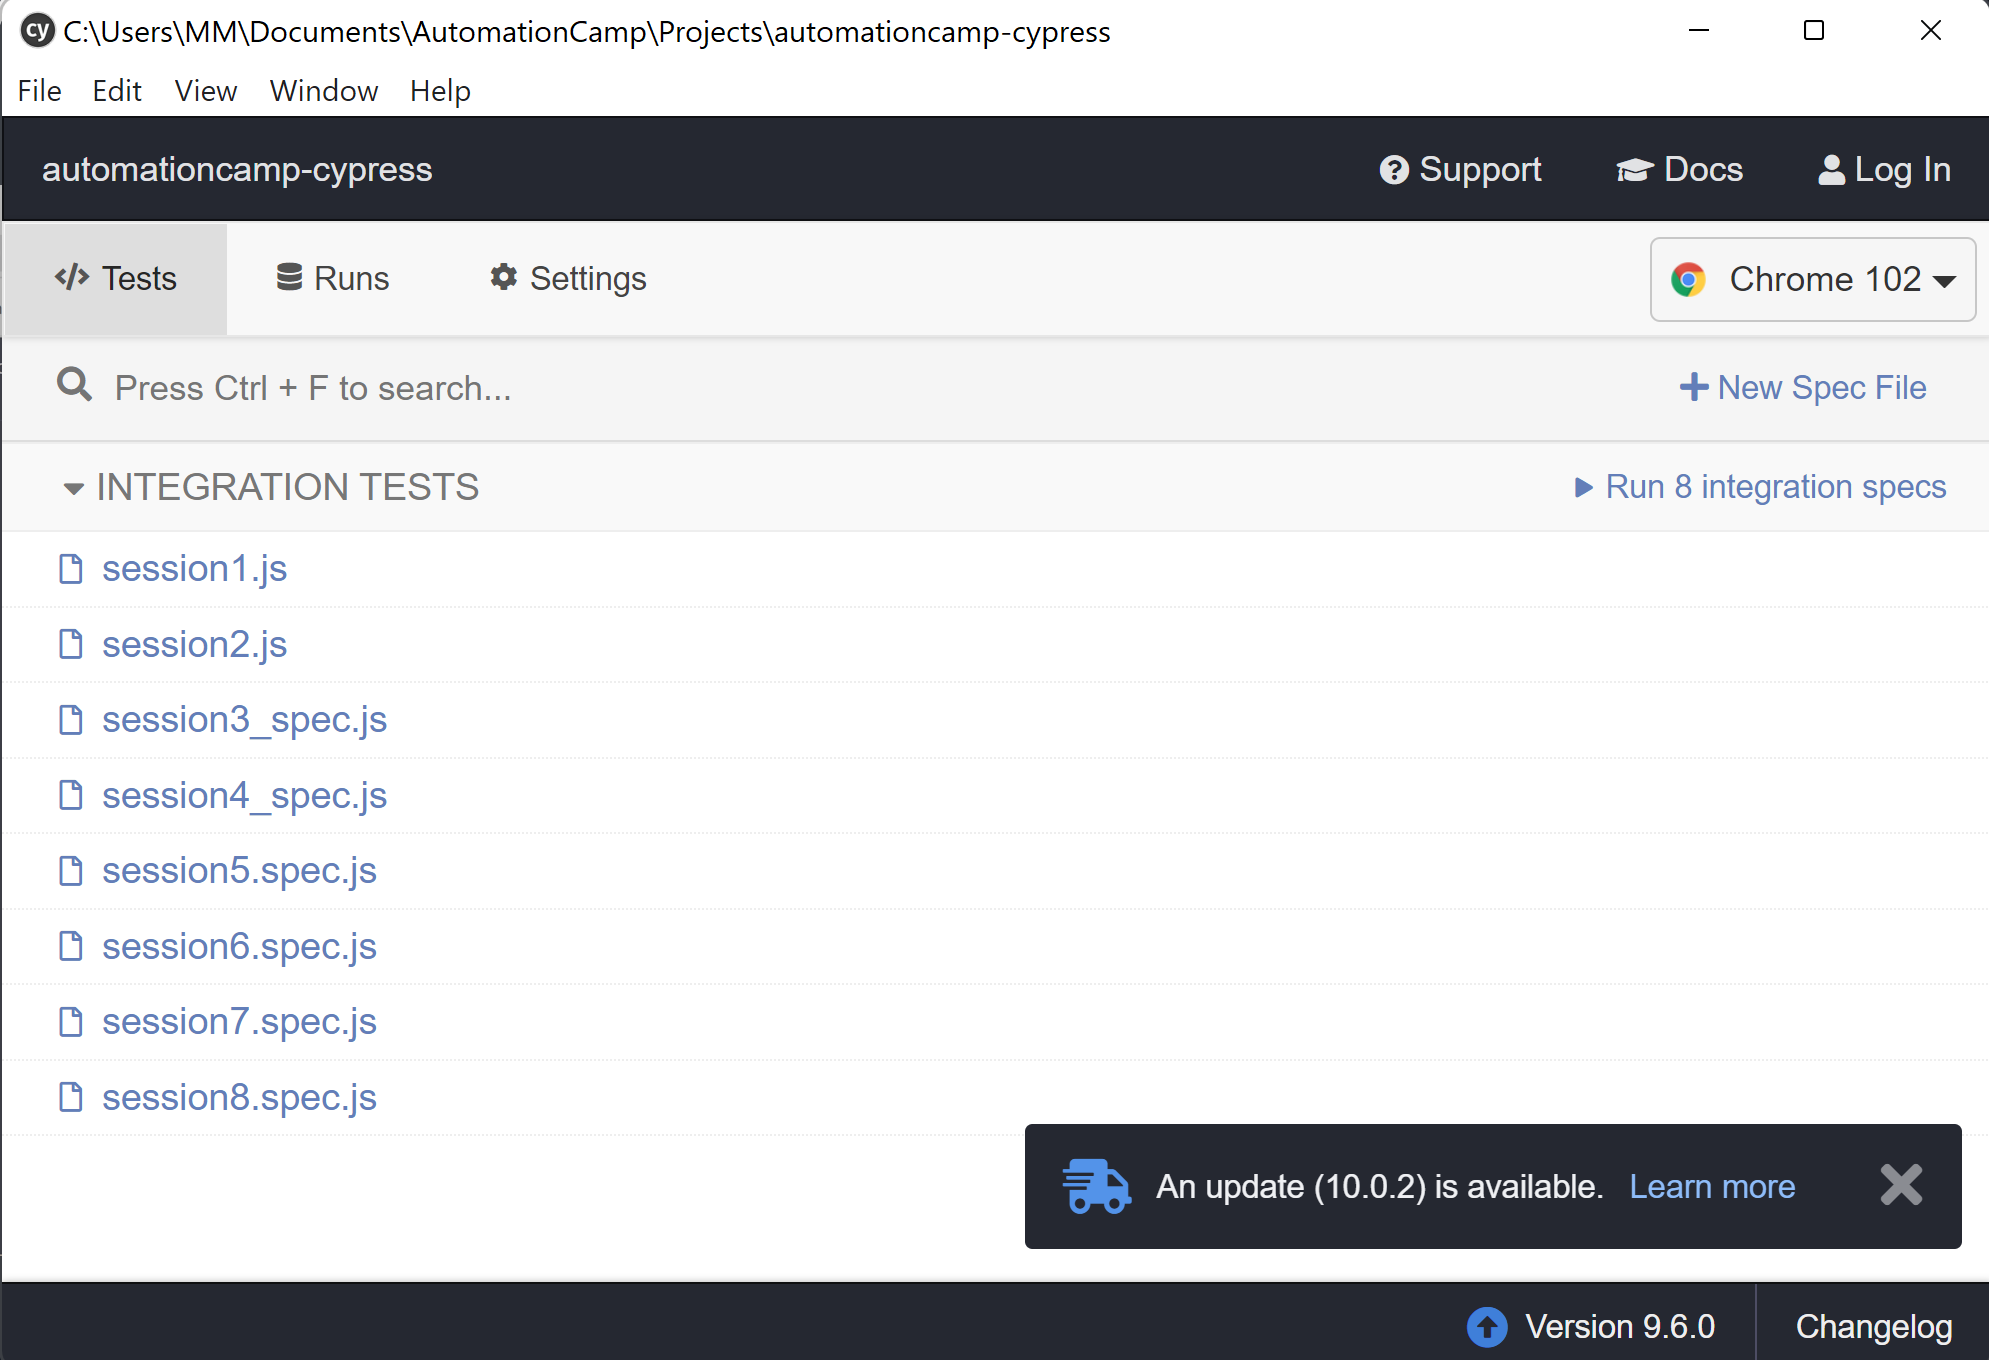 cy C:\Users\MM\Documents\AutomationCamp\Projects\automationcamp-cypress
File Edit View Window Help
automationcamp-cypress Support Docs Log In
</> Tests Runs Settings Chrome 102
Press Ctrl + F to search... New Spec File
INTEGRATION TESTS Run 8 integration specs
session1.js
session2.js
session3_spec.js
session4_spec.js
session5.spec.js
session6.spec.js
session7.spec.js
session8.spec.js
An update (10.0.2) is available. Learn more
Version 9.6.0 Changelog